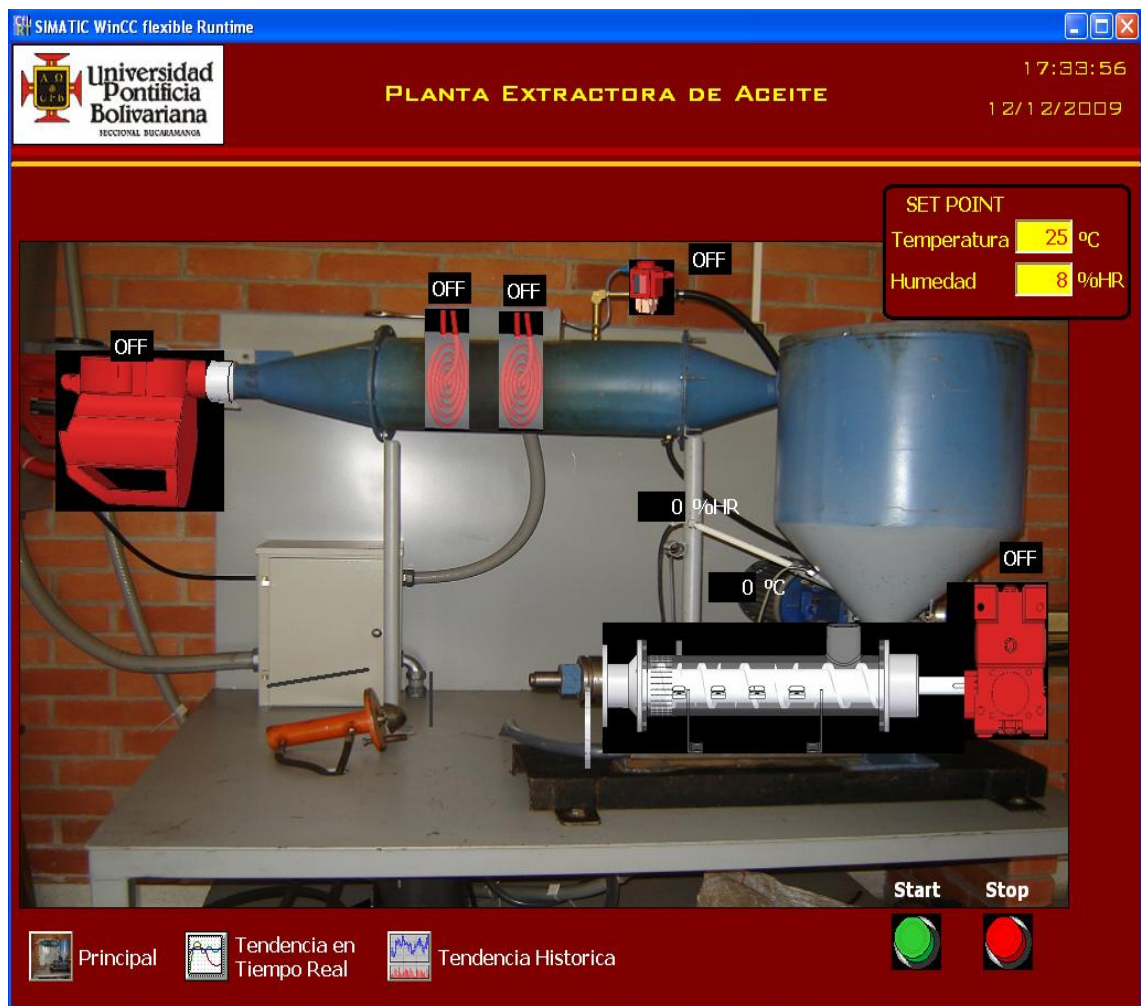 SIMATIC WinCC flexible Runtime
Universidad
Pontificia
Bolivariana
SECCIONAL BUCARAMANGA
PLANTA EXTRACTORA DE ACEITE
17:33:56
12/12/2009
SET POINT
Temperatura 25 ºC
Humedad 8 %HR
OFF
OFF
OFF
OFF
0 %HR
0 ºC
OFF
Start
Stop
Principal
Tendencia en
Tiempo Real
Tendencia Historica